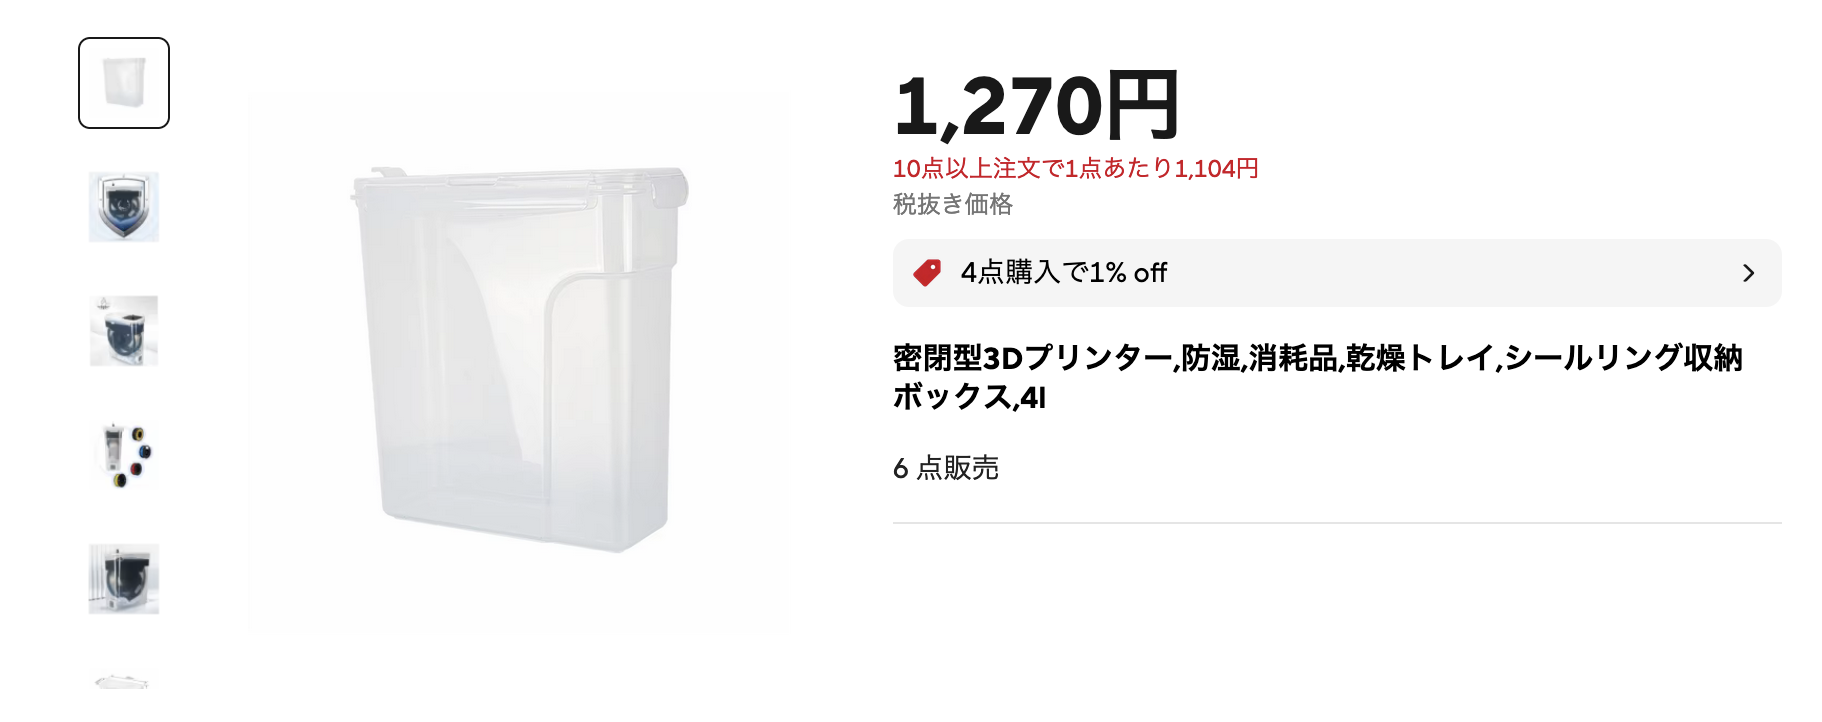 1,270円
10点以上注文で1点あたり1,104円
税抜き価格
4点購入で1% off
密閉型3Dプリンター,防湿,消耗品,乾燥トレイ,シールリング収納
ボックス,4l
6 点販売